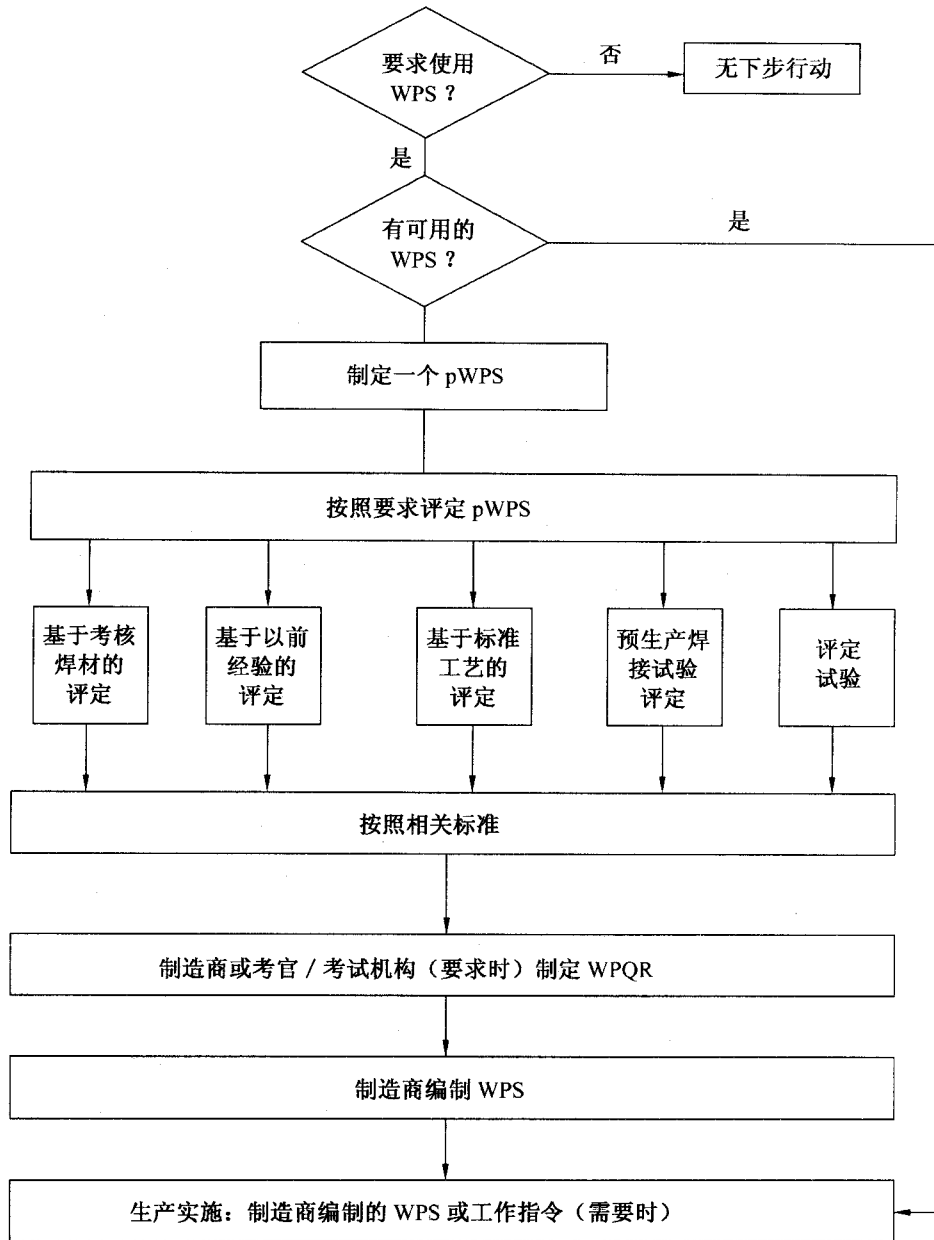 要求使用
WPS？
否
无下步行动
是
有可用的
WPS？
是
制定一个 pWPS
按照要求评定 pWPS
基于考核
焊材的
评定
基于以前
经验的
评定
基于标准
工艺的
评定
预生产焊
接试验
评定
评定
试验
按照相关标准
制造商或考官/考试机构（要求时）制定 WPQR
制造商编制 WPS
生产实施：制造商编制的 WPS 或工作指令（需要时）